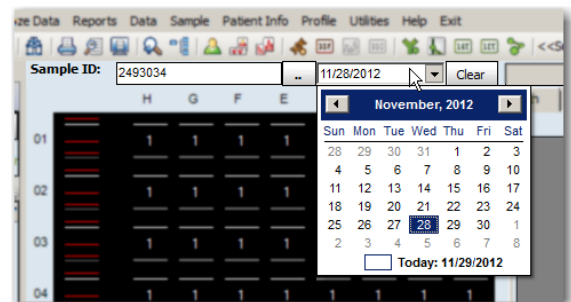 ze Data Reports Data Sample Patient Info Profile Utilities Help Exit
Sample ID: 2493034 .. 11/28/2012 Clear
H G F E
November, 2012
Sun Mon Tue Wed Thu Fri Sat
28 29 30 31 1 2 3
4 5 6 7 8 9 10
11 12 13 14 15 16 17
18 19 20 21 22 23 24
25 26 27 28 29 30 1
2 3 4 5 6 7 8
Today: 11/29/2012
01 1 1 1 1
02 1 1 1 1
03 1 1 1 1
04 1 1 1 1 1 1 1